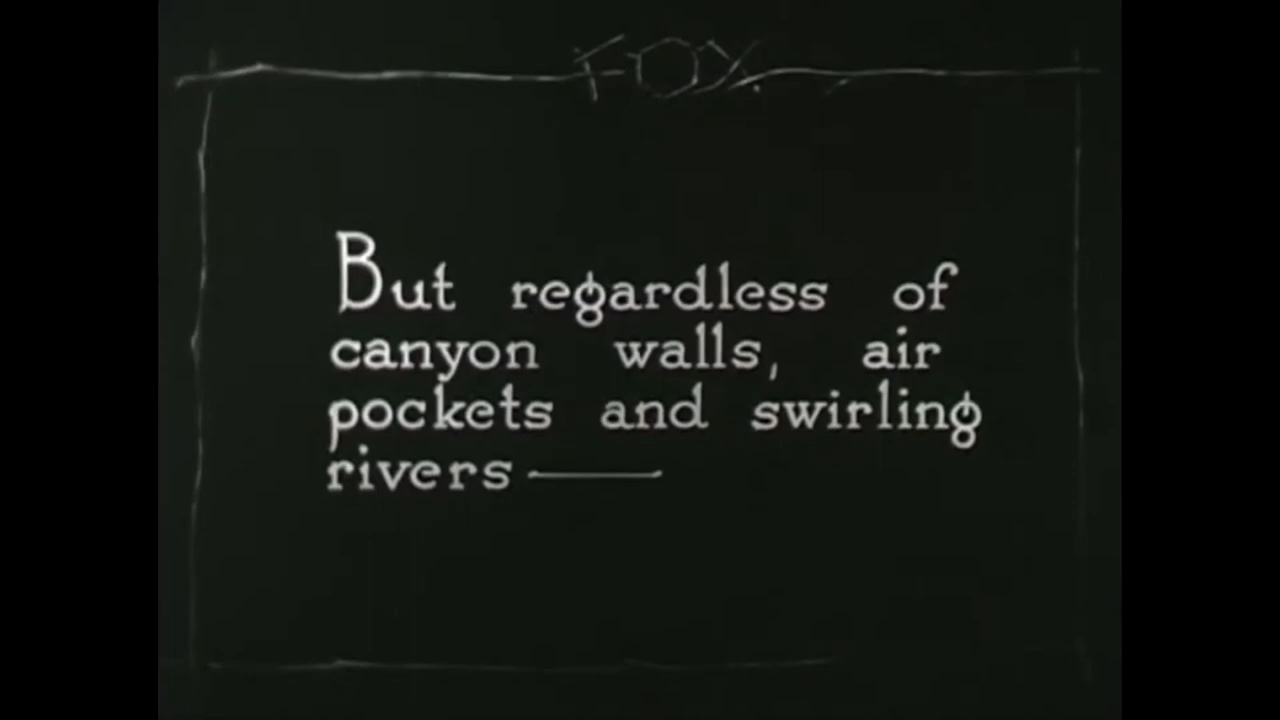 FOX
But regardless of
canyon walls, air
pockets and swirling
rivers ——